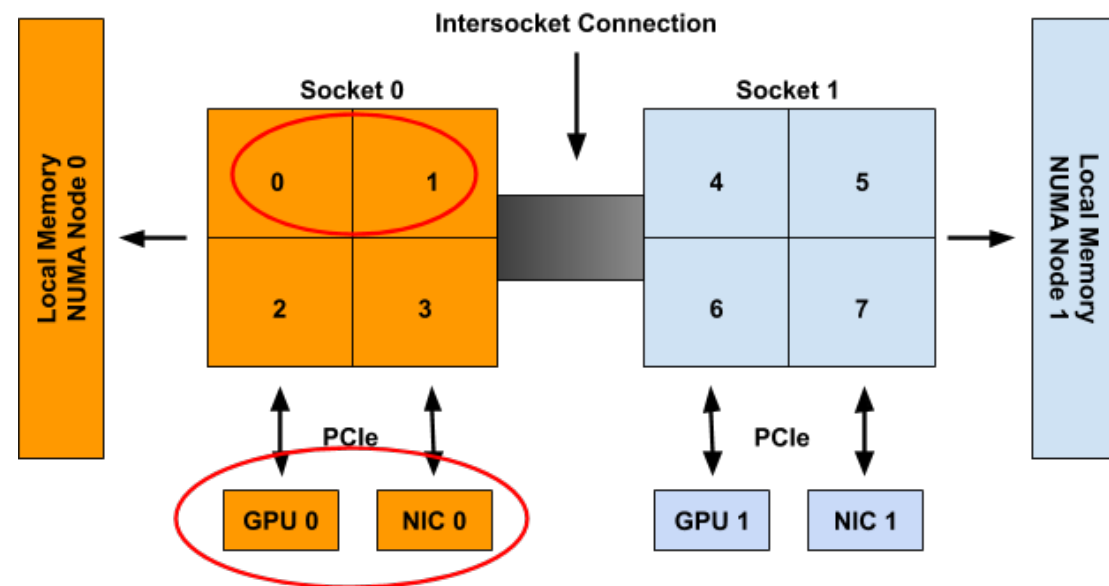 Intersocket Connection
Socket 0
Socket 1
Local Memory
NUMA Node 0
0
1
4
5
Local Memory
NUMA Node 1
2
3
6
7
PCIe
PCIe
GPU 0
NIC 0
GPU 1
NIC 1